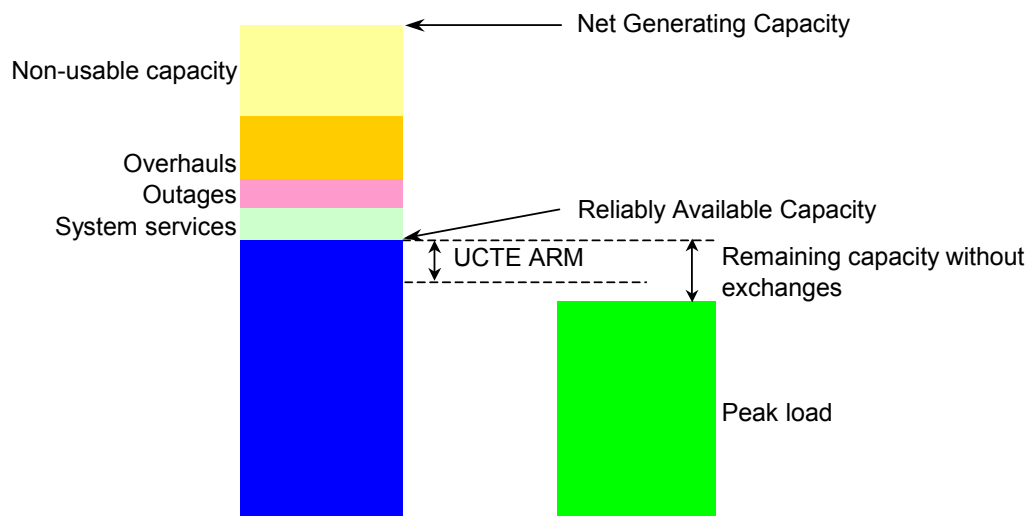 Net Generating Capacity
Non-usable capacity
Overhauls
Outages
System services
Reliably Available Capacity
UCTE ARM
Remaining capacity without
exchanges
Peak load